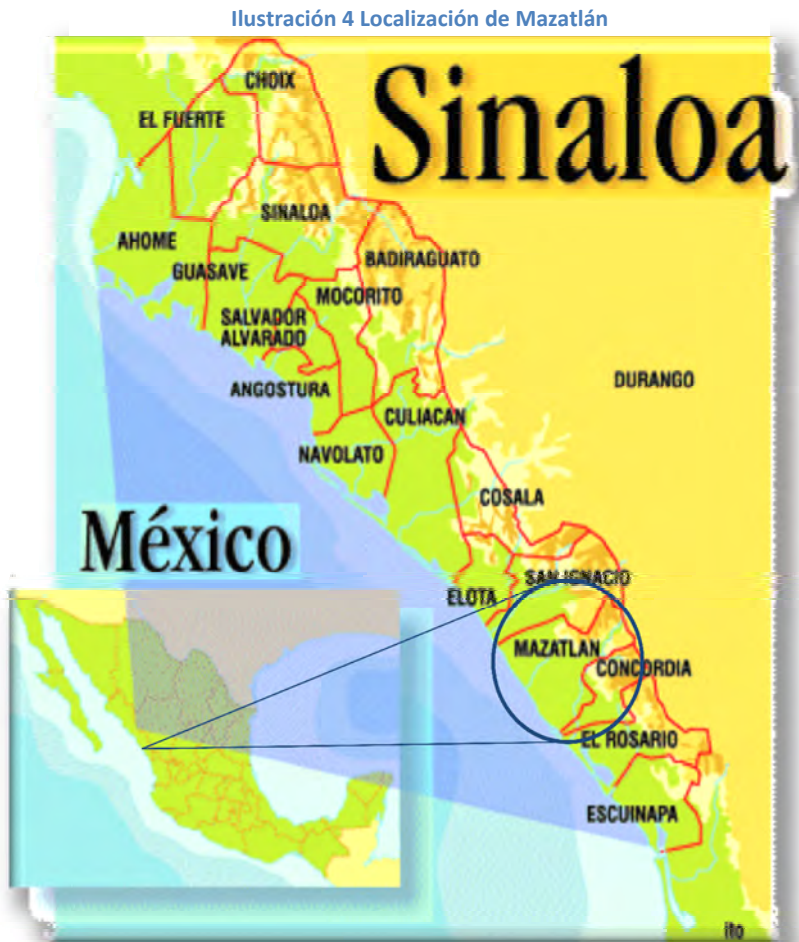 Ilustración 4 Localización de Mazatlán
Sinaloa
CHOIX
EL FUERTE
SINALOA
AHOME
BADIRAGUATO
GUASAVE
MOCORITO
SALVADOR
ALVARADO
DURANGO
ANGOSTURA
CULIACAN
NAVOLATO
COSALA
México
SAN IGNACIO
ELOTA
MAZATLAN
CONCORDIA
EL ROSARIO
ESCUINAPA
ito